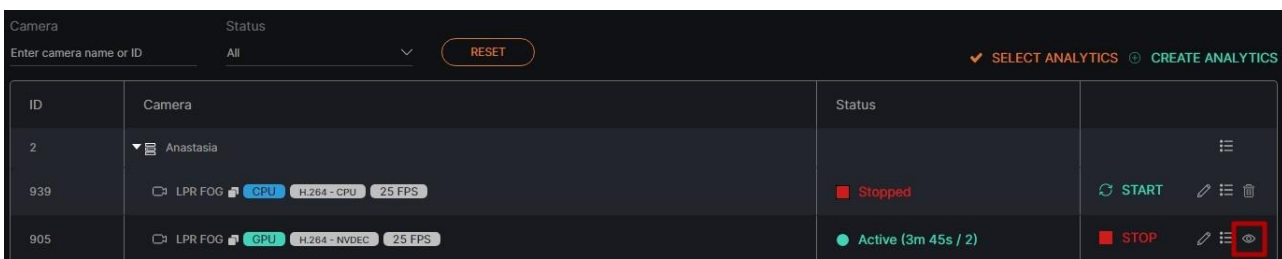 Camera Status
Enter camera name or ID All RESET
SELECT ANALYTICS CREATE ANALYTICS
ID Camera Status
2 Anastasia
939 LPR FOG CPU H.264 - CPU 25 FPS Stopped START
905 LPR FOG GPU H.264 - NVDEC 25 FPS Active (3m 45s / 2) STOP